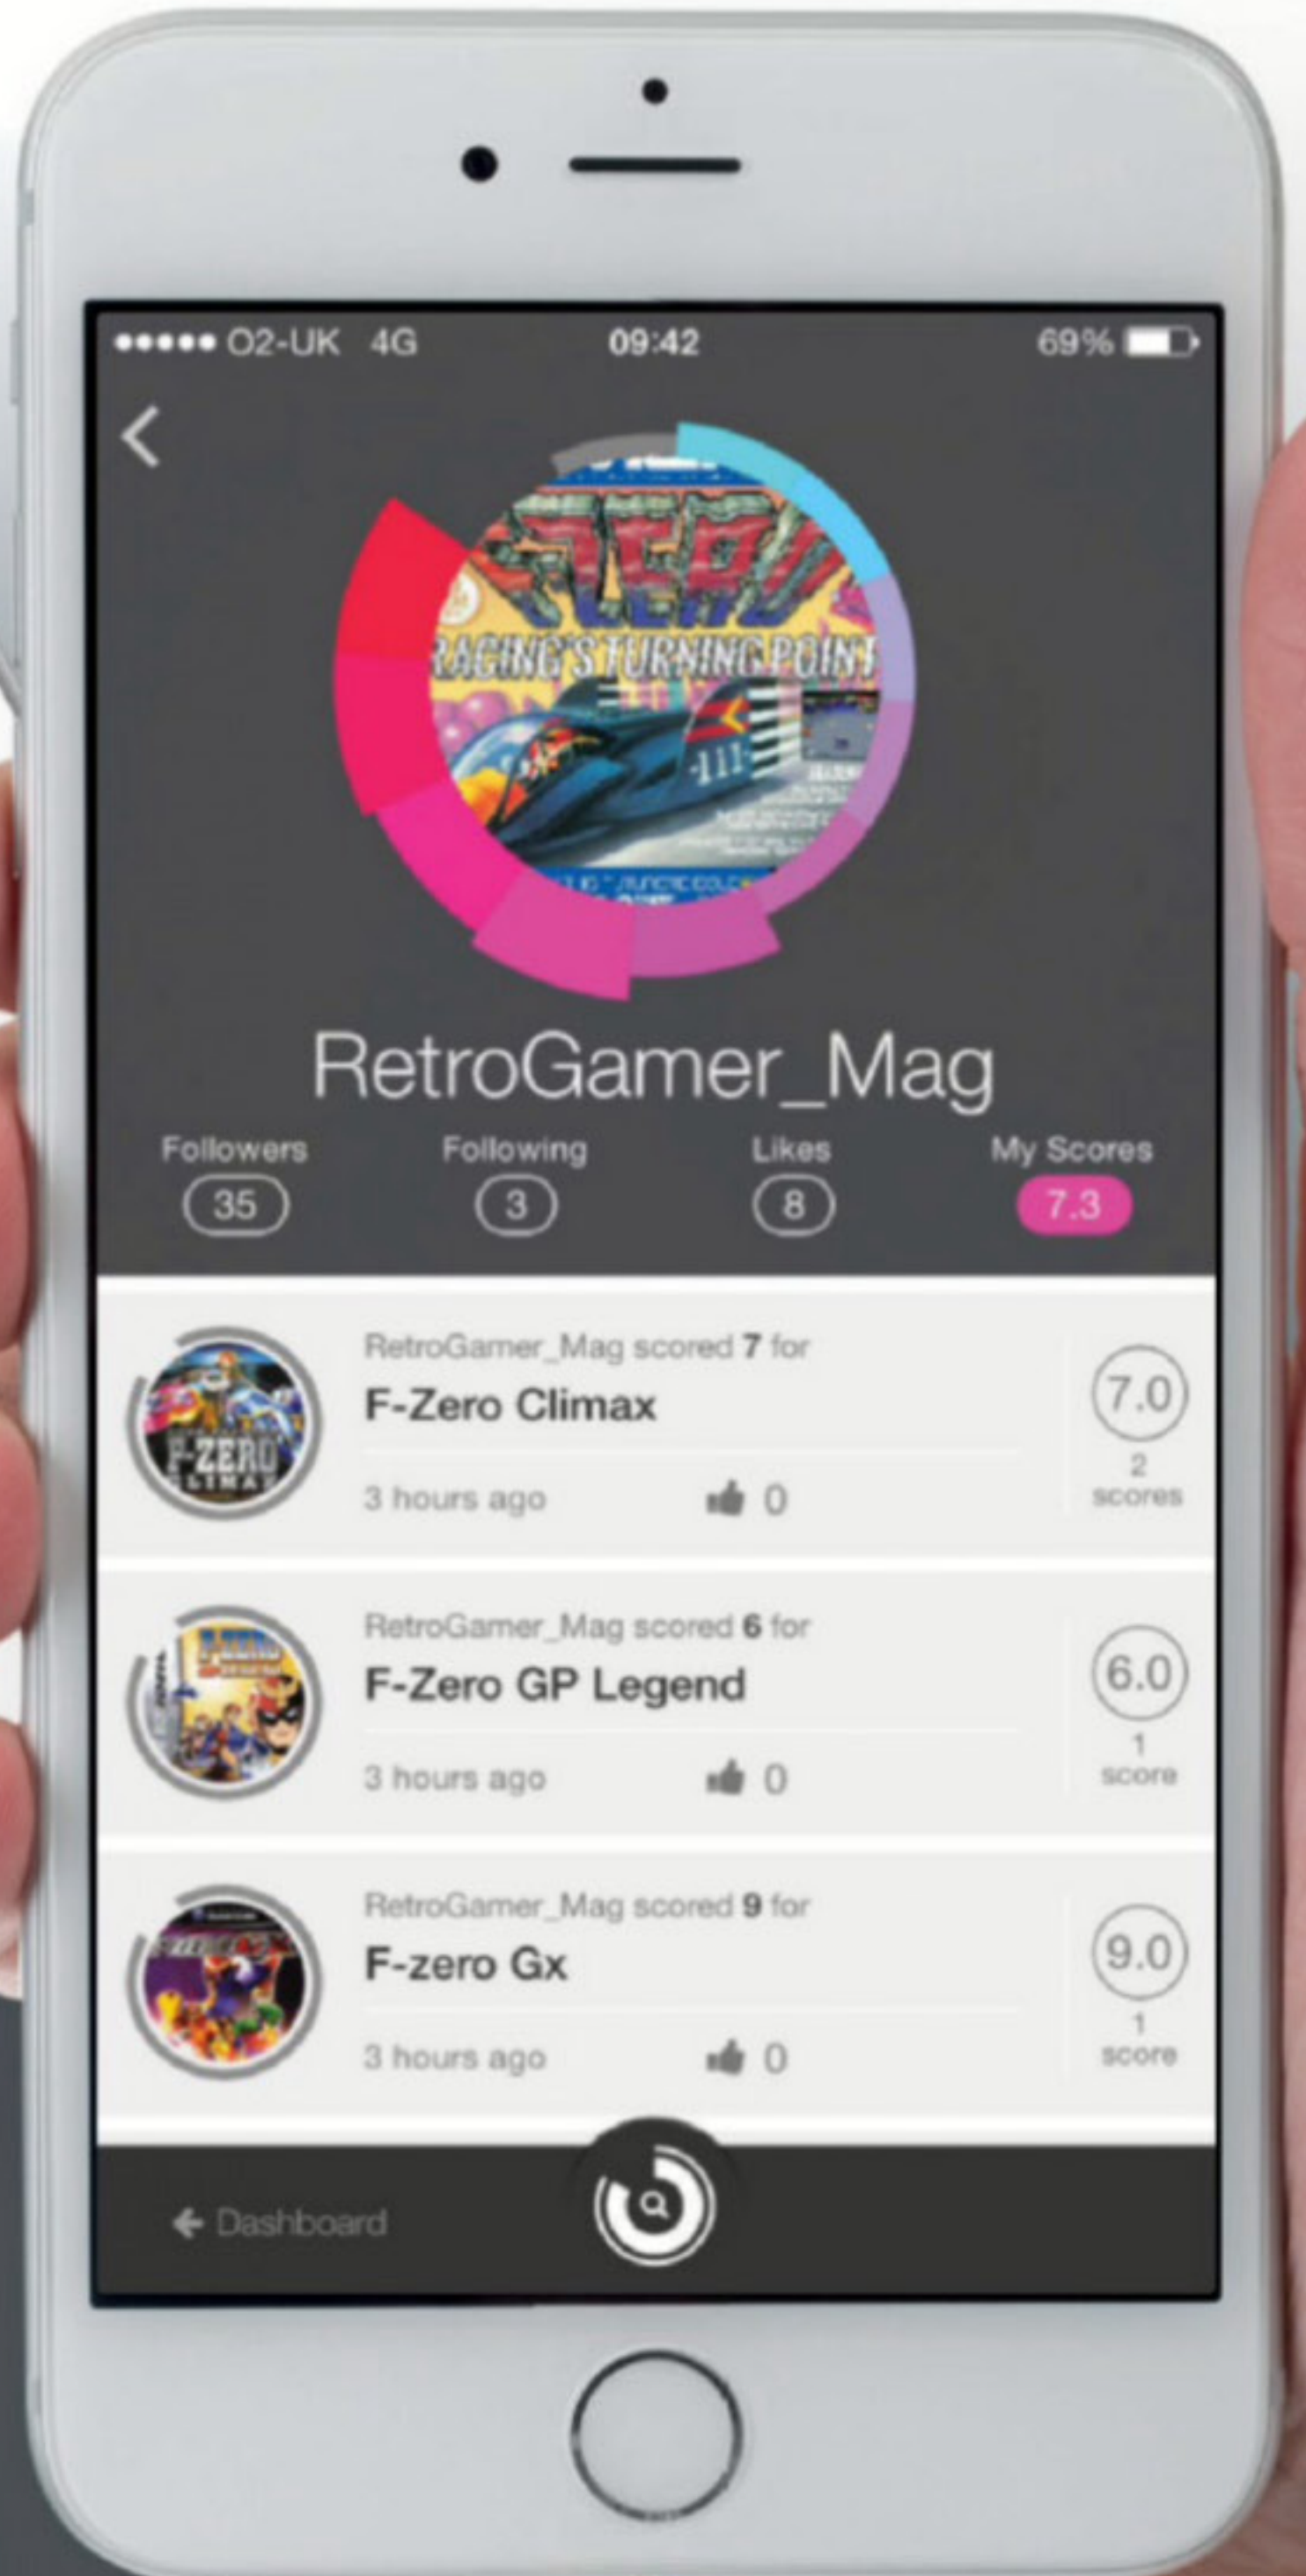 O2-UK 4G 09:42 69%
RACING'S TURNING POINT
-111-
RetroGamer_Mag
Followers Following Likes My Scores
35 3 8 7.3
RetroGamer_Mag scored 7 for
F-Zero Climax
3 hours ago 0
7.0
2
scores
F-ZERO
CLIMAX
RetroGamer_Mag scored 6 for
F-Zero GP Legend
3 hours ago 0
6.0
1
score
F-ZERO
RetroGamer_Mag scored 9 for
F-zero Gx
3 hours ago 0
9.0
1
score
Dashboard